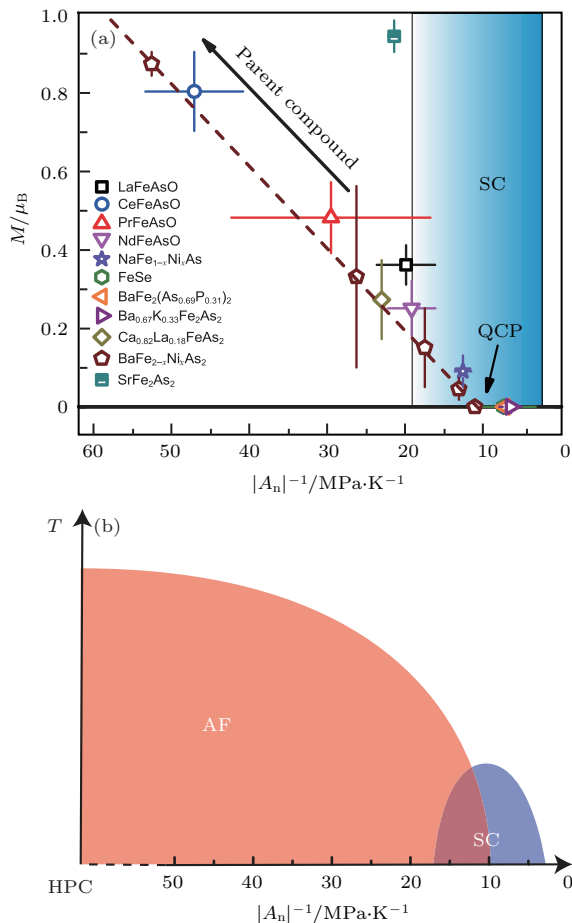 (a)
1.0
0.8
0.6
0.4
0.2
0
M/μB
Parent compound
SC
QCP
LaFeAsO
CeFeAsO
PrFeAsO
NdFeAsO
NaFe₁₋ₓNiₓAs
FeSe
BaFe₂(As₀.₆₉P₀.₃₁)₂
Ba₀.₆₇K₀.₃₃Fe₂As₂
Ca₀.₈₂La₀.₁₈FeAs₂
BaFe₂₋ₓNiₓAs₂
SrFe₂As₂
60 50 40 30 20 10 0
|Aₙ|⁻¹/MPa·K⁻¹
T
(b)
AF
SC
HPC
50 40 30 20 10 0
|Aₙ|⁻¹/MPa·K⁻¹